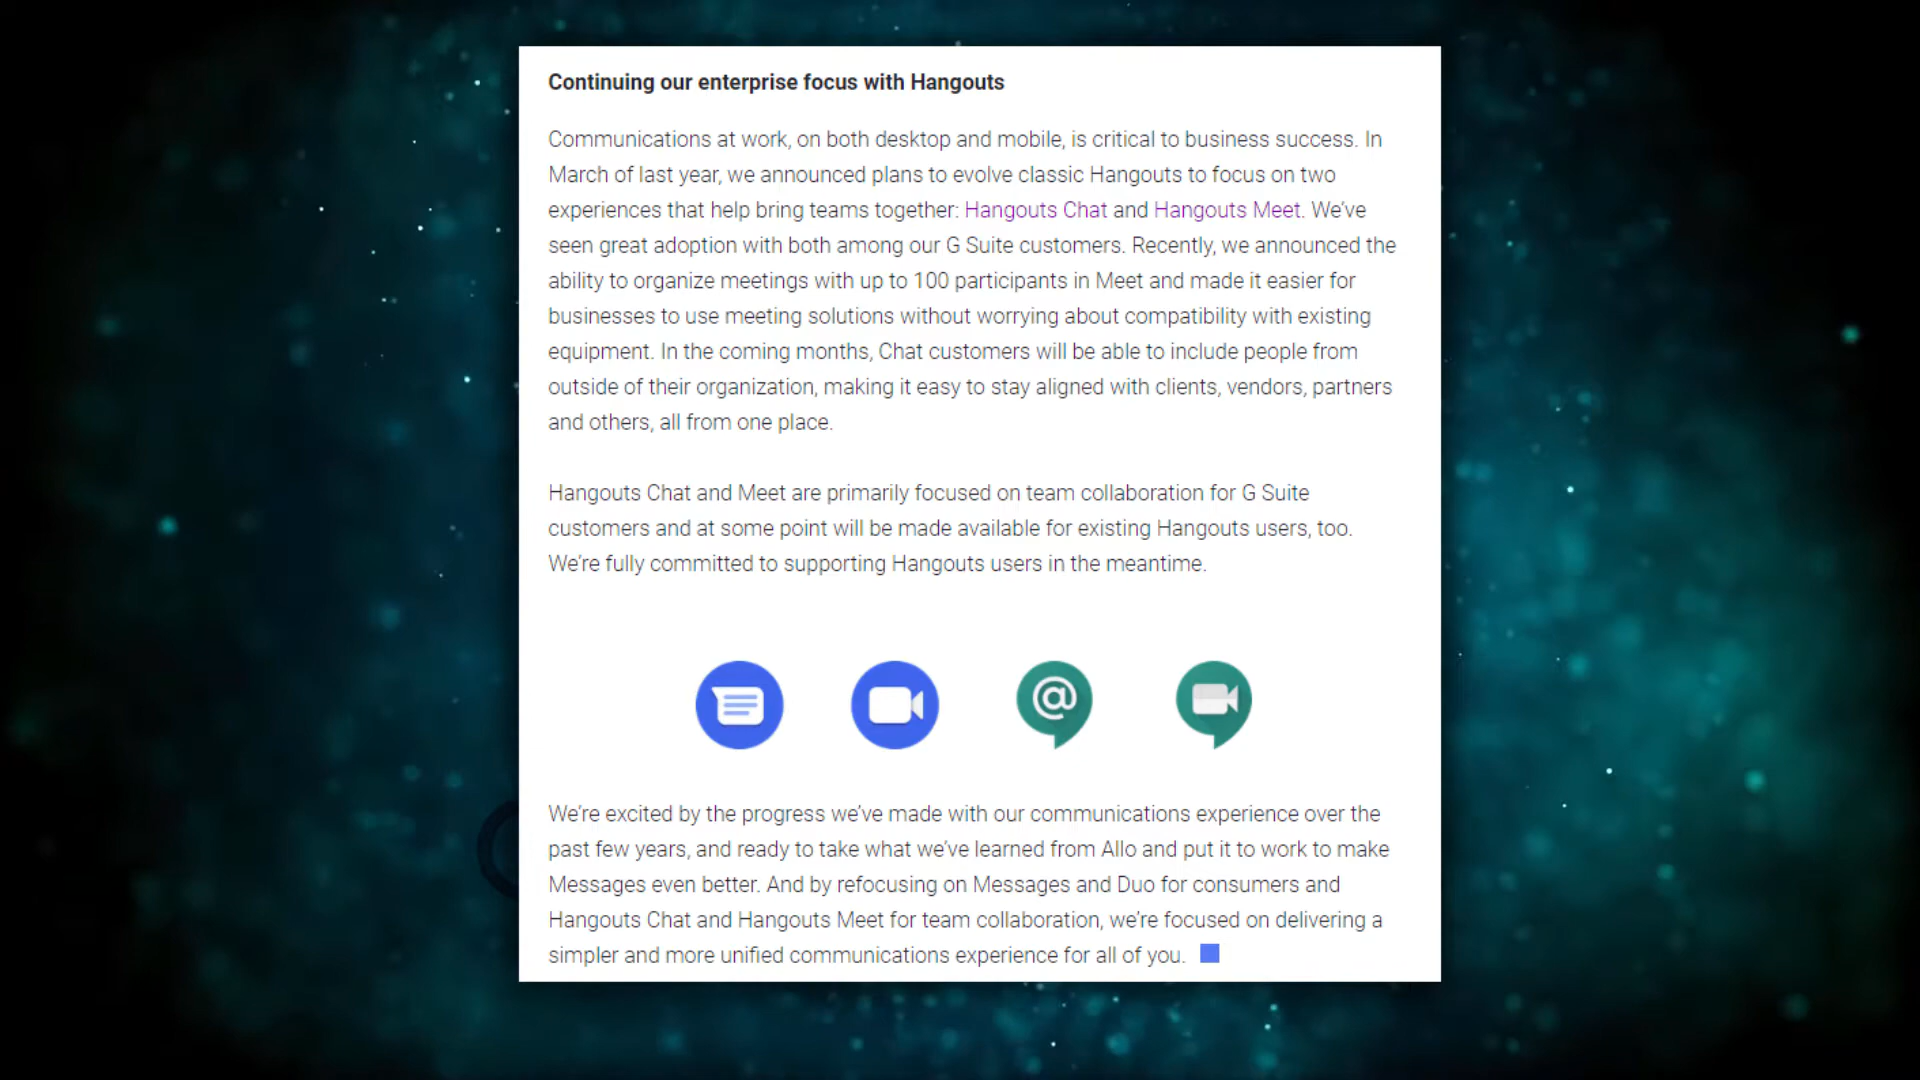 Continuing our enterprise focus with Hangouts
Communications at work, on both desktop and mobile, is critical to business success. In
March of last year, we announced plans to evolve classic Hangouts to focus on two
experiences that help bring teams together: Hangouts Chat and Hangouts Meet. We've
seen great adoption with both among our G Suite customers. Recently, we announced the
ability to organize meetings with up to 100 participants in Meet and made it easier for
businesses to use meeting solutions without worrying about compatibility with existing
equipment. In the coming months, Chat customers will be able to include people from
outside of their organization, making it easy to stay aligned with clients, vendors, partners
and others, all from one place.
Hangouts Chat and Meet are primarily focused on team collaboration for G Suite
customers and at some point will be made available for existing Hangouts users, too.
We're fully committed to supporting Hangouts users in the meantime.
@
We're excited by the progress we've made with our communications experience over the
past few years, and ready to take what we've learned from Allo and put it to work to make
Messages even better. And by refocusing on Messages and Duo for consumers and
Hangouts Chat and Hangouts Meet for team collaboration, we're focused on delivering a
simpler and more unified communications experience for all of you.